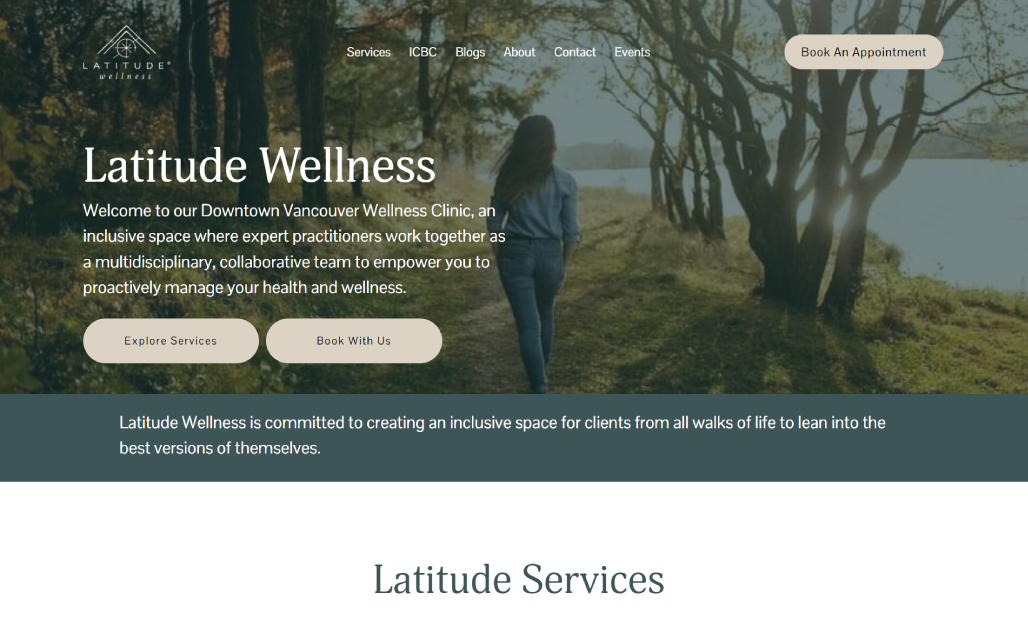 LATITUDE®
wellness
Services ICBC Blogs About Contact Events
Book An Appointment
Latitude Wellness
Welcome to our Downtown Vancouver Wellness Clinic, an
inclusive space where expert practitioners work together as
a multidisciplinary, collaborative team to empower you to
proactively manage your health and wellness.
Explore Services
Book With Us
Latitude Wellness is committed to creating an inclusive space for clients from all walks of life to lean into the
best versions of themselves.
Latitude Services